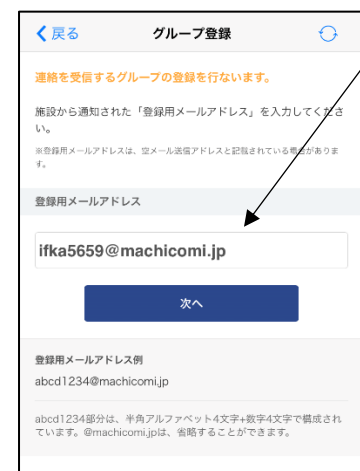 戻る グループ登録
連絡を受信するグループの登録を行ないます。
施設から通知された「登録用メールアドレス」を入力してくださ
い。
※登録用メールアドレスは、空メール送信アドレスと記載されている場合がありま
す。
登録用メールアドレス
ifka5659@machicomi.jp
次へ
登録用メールアドレス例
abcd1234@machicomi.jp
abcd1234部分は、半角アルファベット4文字+数字4文字で構成され
ています。@machicomi.jpは、省略することができます。